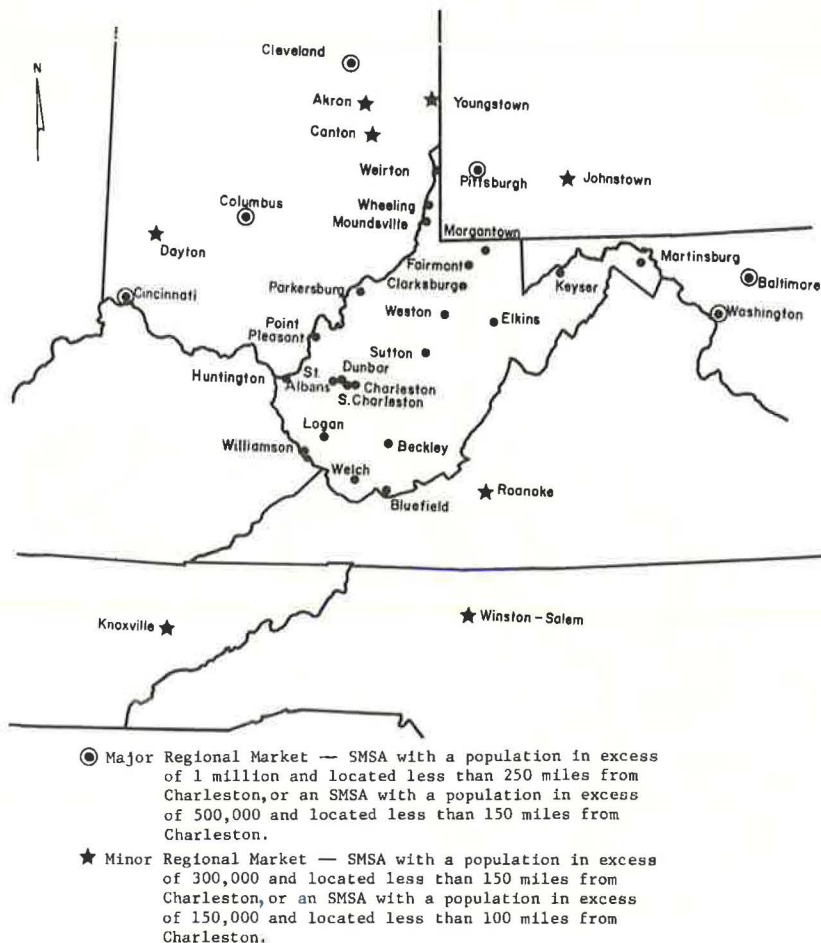 N
Cleveland
Akron
Youngstown
Canton
Weirton
Pittsburgh
Johnstown
Columbus
Wheeling
Moundsville
Dayton
Morgantown
Fairmont
Martinsburg
Cincinnati
Parkersburg
Clarksburg
Keyser
Baltimore
Weston
Elkins
Washington
Point
Pleasant
Sutton
Huntington
St.
Albans
Dunbar
Charleston
S. Charleston
Logan
Williamson
Beckley
Welch
Roanoke
Bluefield
Knoxville
Winston-Salem
Major Regional Market — SMSA with a population in excess
of 1 million and located less than 250 miles from
Charleston, or an SMSA with a population in excess
of 500,000 and located less than 150 miles from
Charleston.
Minor Regional Market — SMSA with a population in excess
of 300,000 and located less than 150 miles from
Charleston, or an SMSA with a population in excess
of 150,000 and located less than 100 miles from
Charleston.